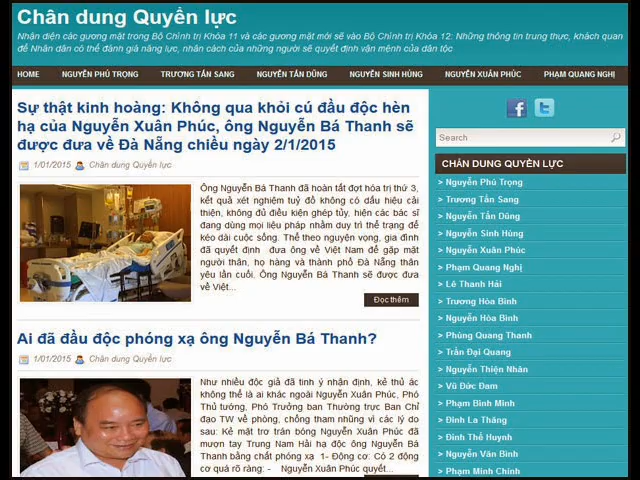 Chân dung Quyền lực
Nhận diện các gương mặt trong Bộ Chính trị Khóa 11 và các gương mặt mới sẽ vào Bộ Chính trị Khóa 12: Những thông tin trung thực, khách quan
để Nhân dân có thể đánh giá năng lực, nhân cách của những người sẽ quyết định vận mệnh của dân tộc
HOME NGUYỄN PHÚ TRỌNG TRƯƠNG TẤN SANG NGUYỄN TẤN DŨNG NGUYỄN SINH HÙNG NGUYỄN XUÂN PHÚC PHẠM QUANG NGHỊ
Sự thật kinh hoàng: Không qua khỏi cú đầu độc hèn
hạ của Nguyễn Xuân Phúc, ông Nguyễn Bá Thanh sẽ
được đưa về Đà Nẵng chiều ngày 2/1/2015
1/01/2015 Chân dung Quyền lực
Ông Nguyễn Bá Thanh đã hoàn tất đợt hóa trị thứ 3,
kết quả xét nghiệm tuỷ đồ không có dấu hiệu cải
thiện, không đủ điều kiện ghép tủy, hiện các bác sĩ
đang dùng mọi liệu pháp nhằm duy trì thể trạng để
kéo dài cuộc sống. Thể theo nguyện vọng, gia đình
đã quyết định đưa ông về Việt Nam để gặp mặt
người thân, họ hàng và thành phố Đà Nẵng thân
yêu lần cuối. Ông Nguyễn Bá Thanh sẽ được đưa
về Việt...
Đọc thêm
Ai đã đầu độc phóng xạ ông Nguyễn Bá Thanh?
1/01/2015 Chân dung Quyền lực
Như nhiều độc giả đã tinh ý nhận định, kẻ thủ ác
không thể là ai khác ngoài Nguyễn Xuân Phúc, Phó
Thủ tướng, Phó Trưởng ban Thường trực Ban Chỉ
đạo TW về phòng, chống tham nhũng vì các lý do
sau: Kẻ mặt trơ trán bóng Nguyễn Xuân Phúc đã
mượn tay Trung Nam Hải hạ độc ông Nguyễn Bá
Thanh bằng chất phóng xạ 1- Động cơ: Có 2 động
cơ quá rõ ràng: - Nguyễn Xuân Phúc quyết...
Search
CHÂN DUNG QUYỀN LỰC
> Nguyễn Phú Trọng
> Trương Tấn Sang
> Nguyễn Tấn Dũng
> Nguyễn Sinh Hùng
> Nguyễn Xuân Phúc
> Phạm Quang Nghị
> Lê Thanh Hải
> Trương Hòa Bình
> Nguyễn Hòa Bình
> Phùng Quang Thanh
> Trần Đại Quang
> Nguyễn Thiện Nhân
> Vũ Đức Đam
> Phạm Bình Minh
> Đinh La Thăng
> Đinh Thế Huynh
> Nguyễn Văn Bình
> Phạm Minh Chính